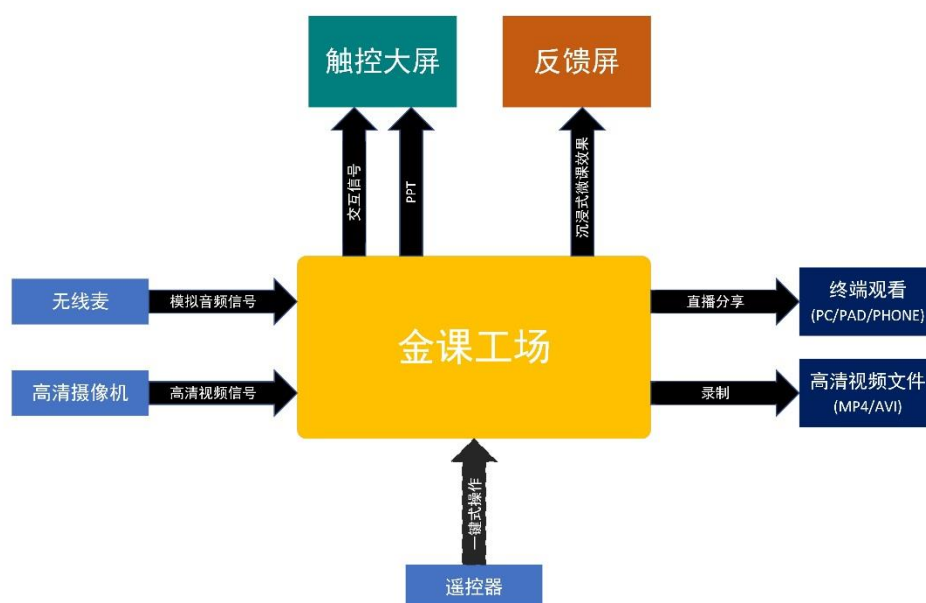 触控大屏
反馈屏
交互信号
PPT
沉浸式微课效果
无线麦
模拟音频信号
金课工场
直播分享
终端观看
(PC/PAD/PHONE)
高清摄像机
高清视频信号
录制
高清视频文件
(MP4/AVI)
一键式操作
遥控器